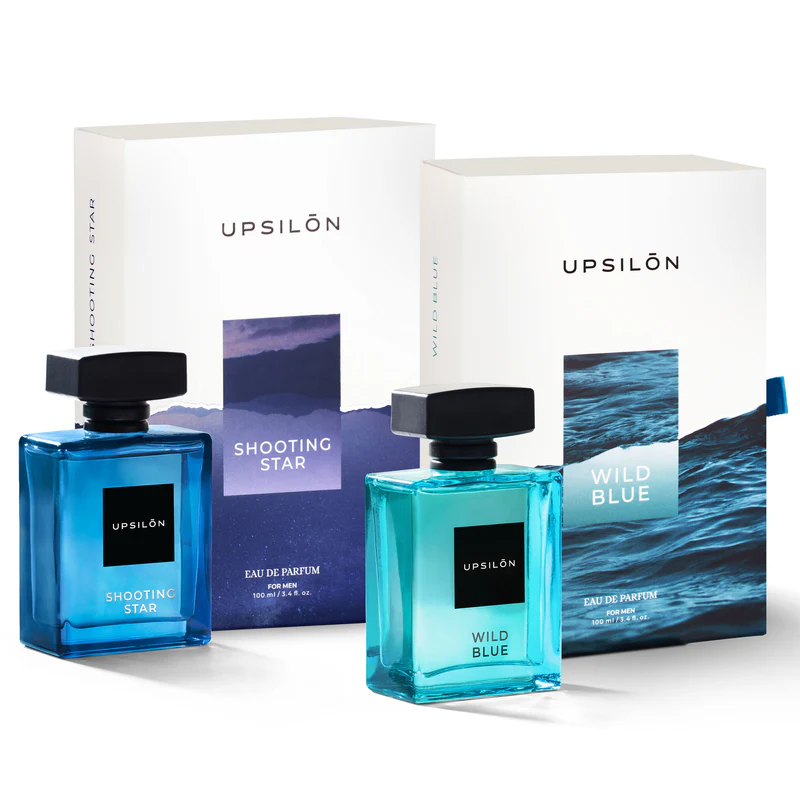 SHOOTING STAR
UPSILŌN
SHOOTING
STAR
EAU DE PARFUM
FOR MEN
100 ml / 3.4 fl. oz.
WILD BLUE
UPSILŌN
WILD
BLUE
EAU DE PARFUM
FOR MEN
100 ml / 3.4 fl. oz.
UPSILŌN
SHOOTING
STAR
UPSILŌN
WILD
BLUE